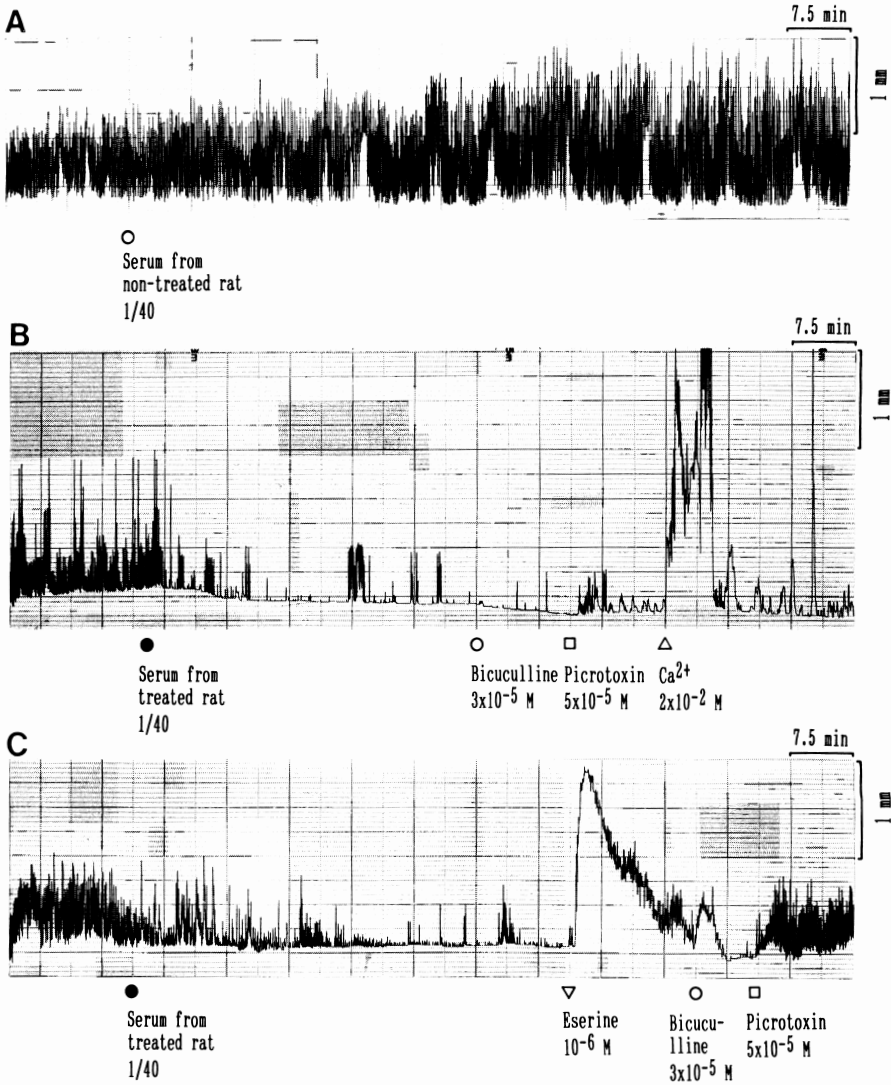 A
7.5 min
1 mm
Serum from
non-treated rat
1/40
B
7.5 min
1 mm
Serum from
treated rat
1/40
Bicuculline
3x10⁻⁵ M
Picrotoxin
5x10⁻⁵ M
Ca²⁺
2x10⁻² M
C
7.5 min
1 mm
Serum from
treated rat
1/40
Eserine
10⁻⁶ M
Bicucu-
lline
3x10⁻⁵ M
Picrotoxin
5x10⁻⁵ M